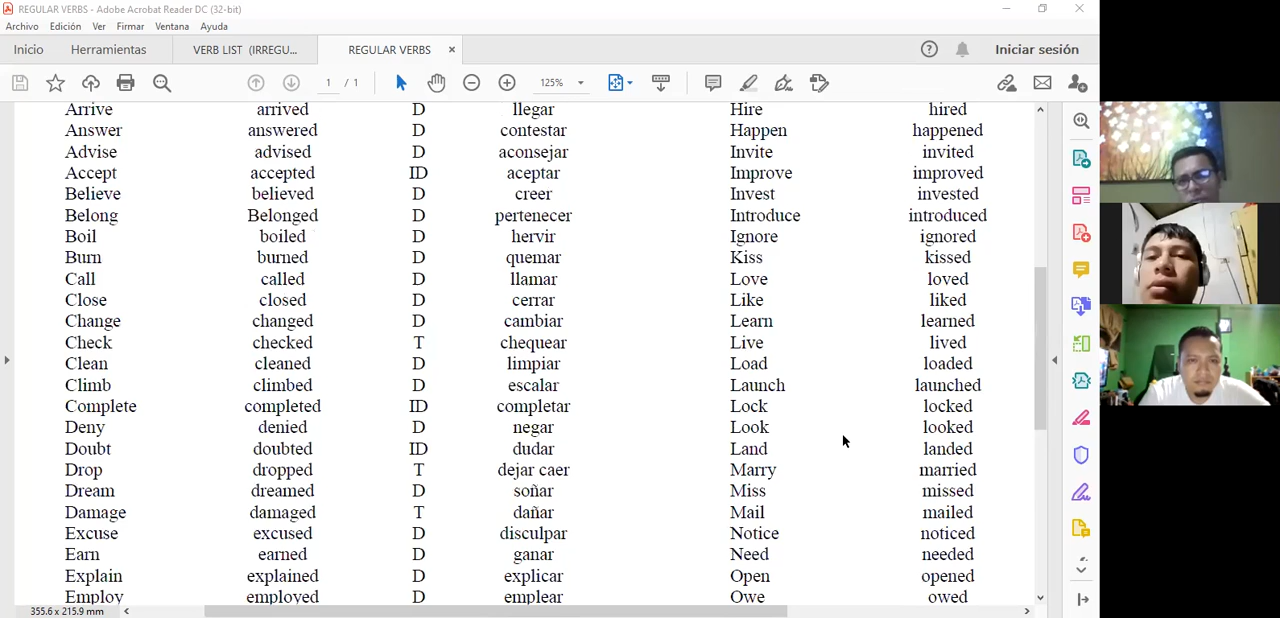 REGULAR VERBS - Adobe Acrobat Reader DC (32-bit)
Archivo Edición Ver Firmar Ventana Ayuda
Inicio Herramientas VERB LIST (IRREGU... REGULAR VERBS × Iniciar sesión
1 / 1 125%
Arrive arrived D llegar Hire hired
Answer answered D contestar Happen happened
Advise advised D aconsejar Invite invited
Accept accepted ID aceptar Improve improved
Believe believed D creer Invest invested
Belong Belonged D pertenecer Introduce introduced
Boil boiled D hervir Ignore ignored
Burn burned D quemar Kiss kissed
Call called D llamar Love loved
Close closed D cerrar Like liked
Change changed D cambiar Learn learned
Check checked T chequear Live lived
Clean cleaned D limpiar Load loaded
Climb climbed D escalar Launch launched
Complete completed ID completar Lock locked
Deny denied D negar Look looked
Doubt doubted ID dudar Land landed
Drop dropped T dejar caer Marry married
Dream dreamed D soñar Miss missed
Damage damaged T dañar Mail mailed
Excuse excused D disculpar Notice noticed
Earn earned D ganar Need needed
Explain explained D explicar Open opened
Employ employed D emplear Owe owed
355.6 x 215.9 mm